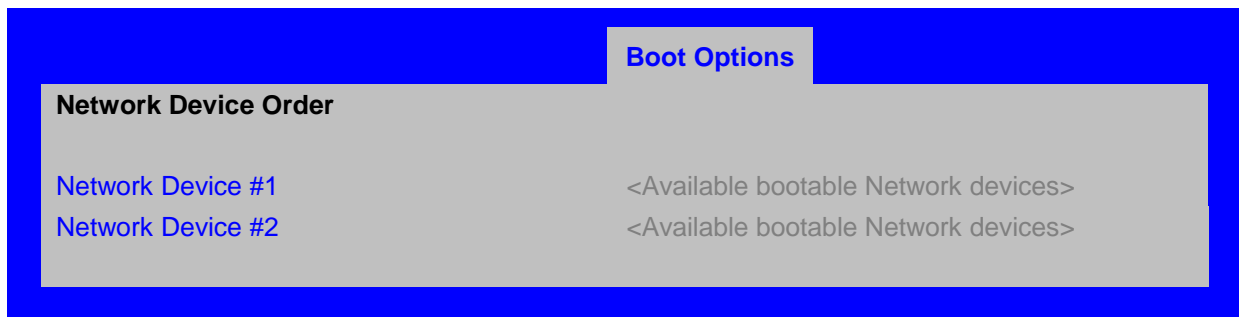 Boot Options
Network Device Order
Network Device #1 <Available bootable Network devices>
Network Device #2 <Available bootable Network devices>